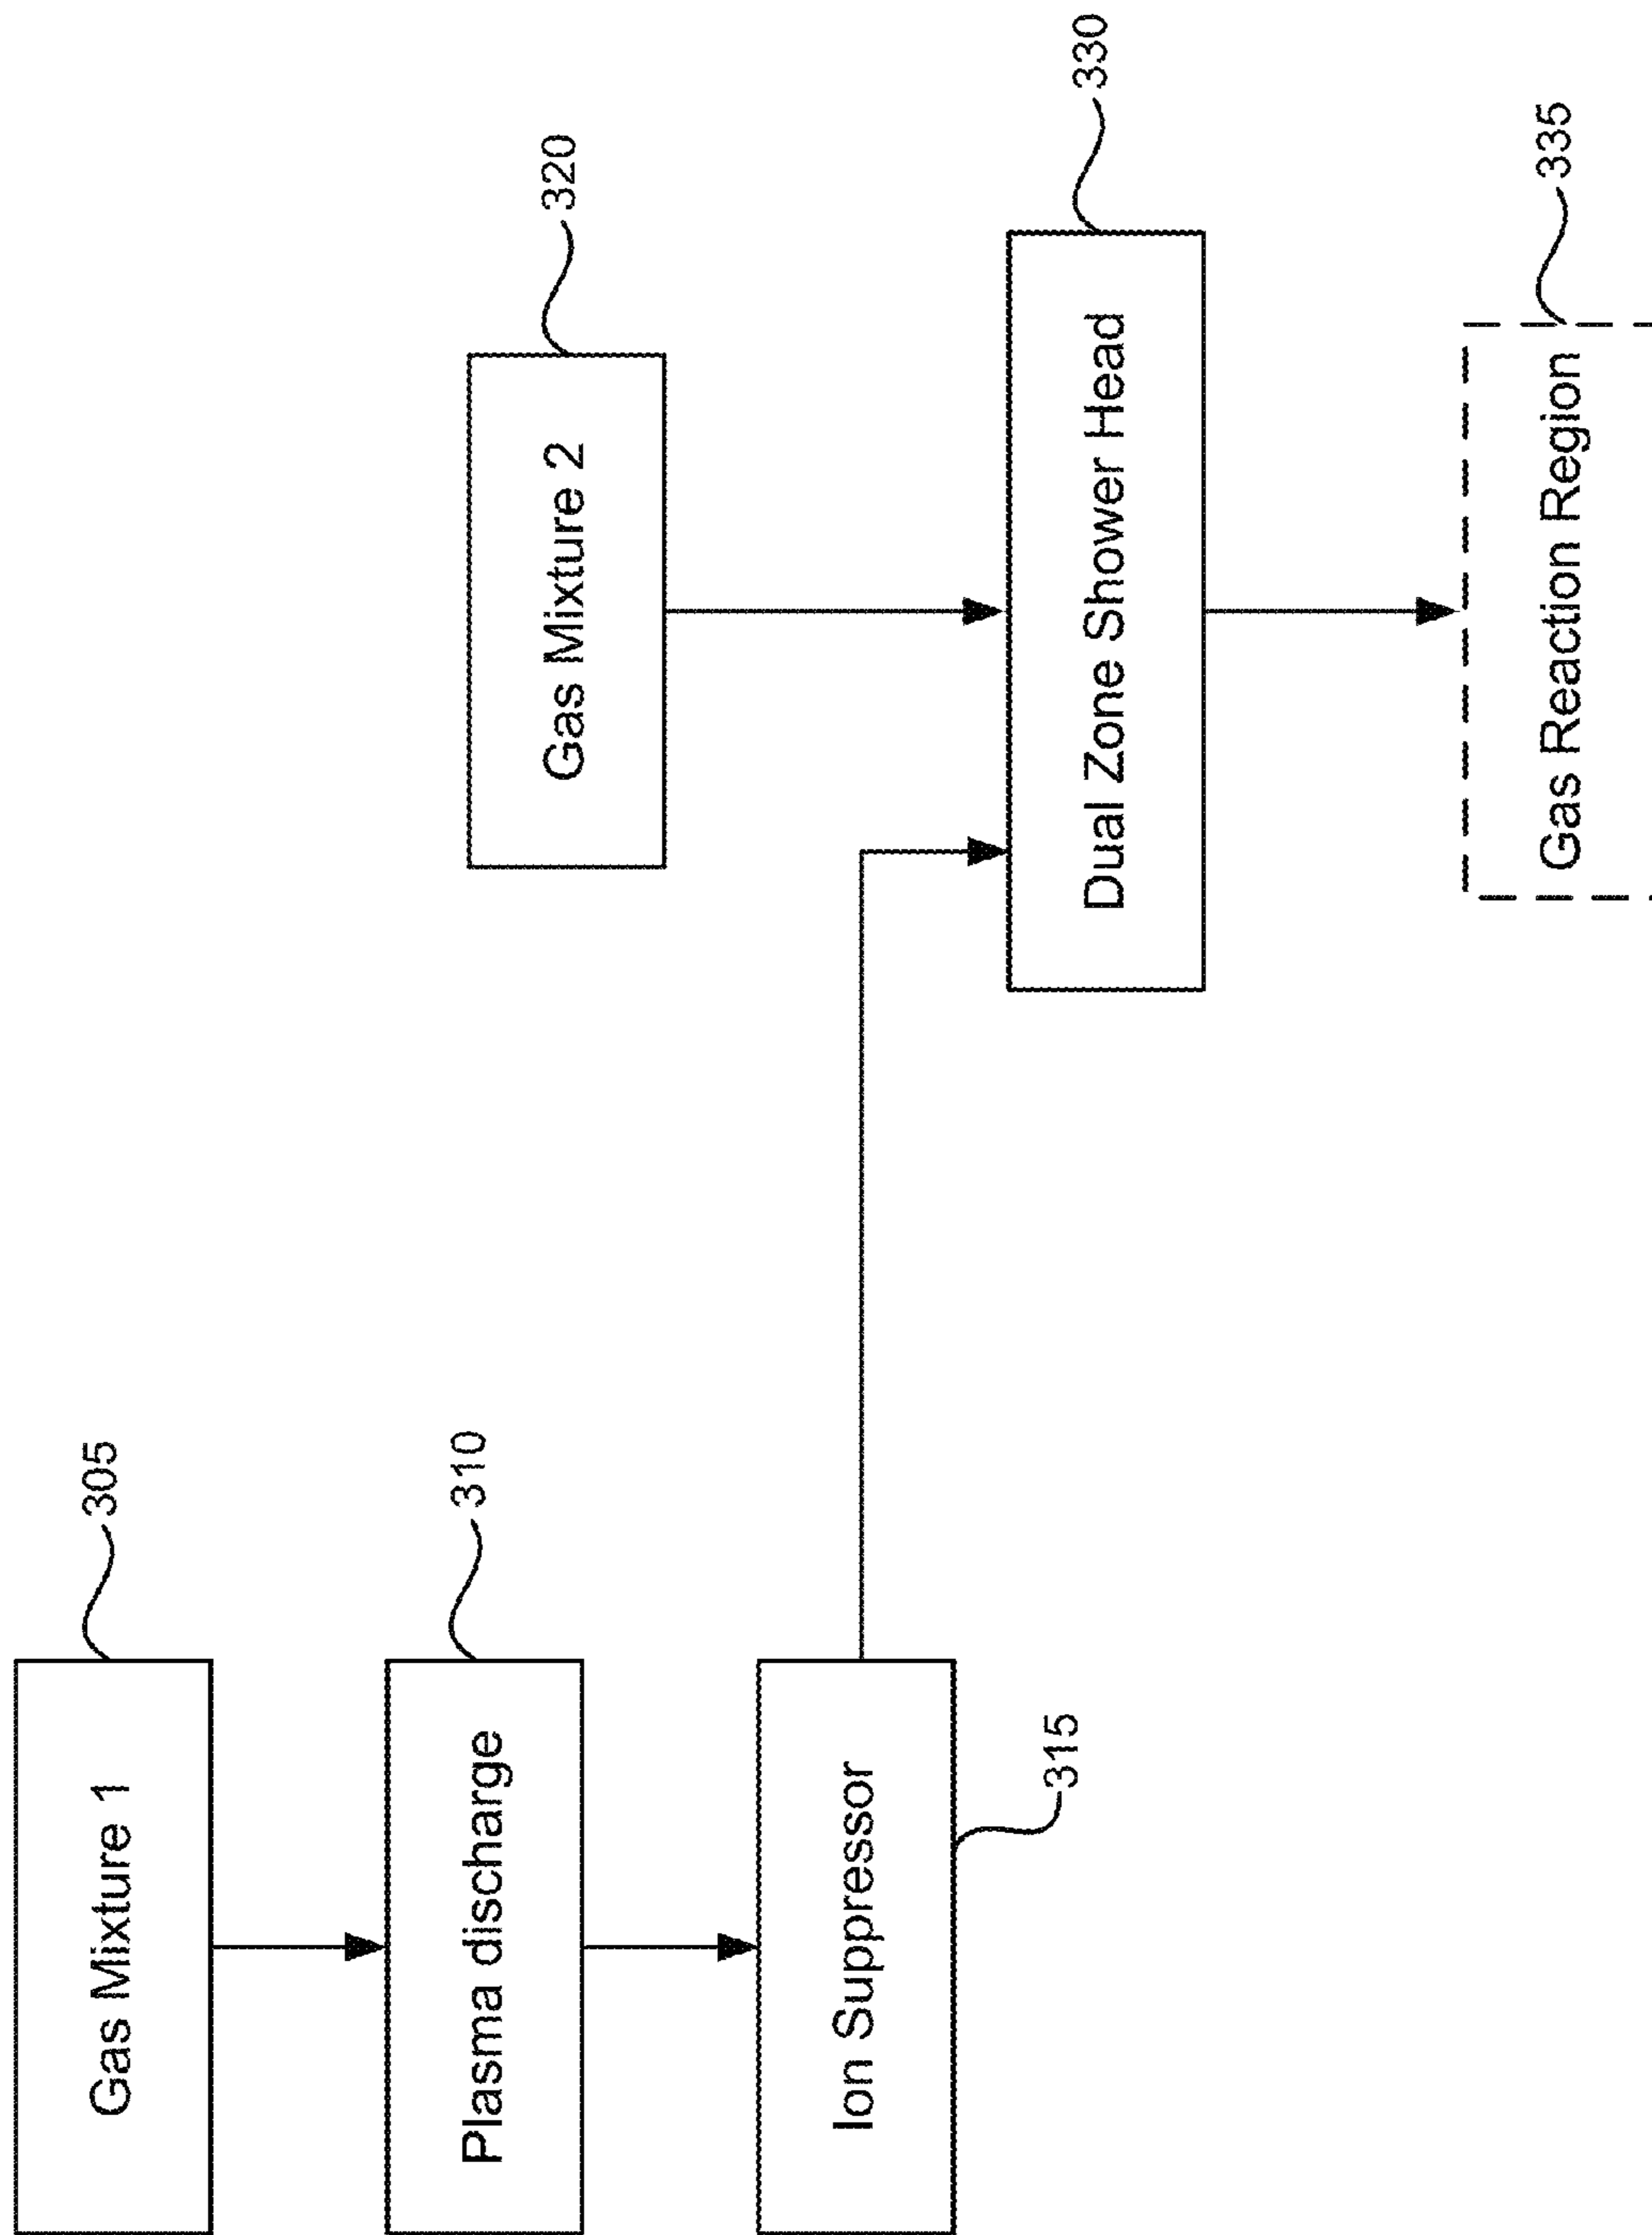 Gas Mixture 1
305
Plasma discharge
310
Ion Suppressor
315
Gas Mixture 2
320
Dual Zone Shower Head
330
Gas Reaction Region
335